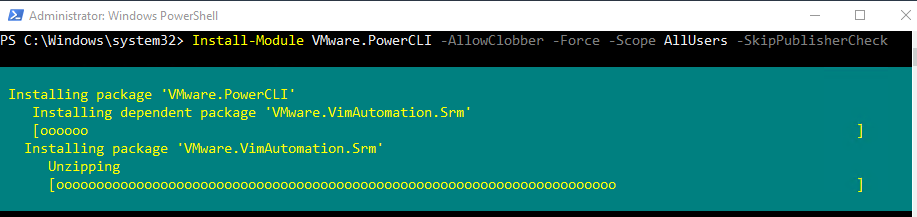 Administrator: Windows PowerShell
PS C:\Windows\system32> Install-Module VMware.PowerCLI -AllowClobber -Force -Scope AllUsers -SkipPublisherCheck
Installing package 'VMware.PowerCLI'
Installing dependent package 'VMware.VimAutomation.Srm'
[oooooo ]
Installing package 'VMware.VimAutomation.Srm'
Unzipping
[oooooooooooooooooooooooooooooooooooooooooooooooooooooooooooooooooooooo ]